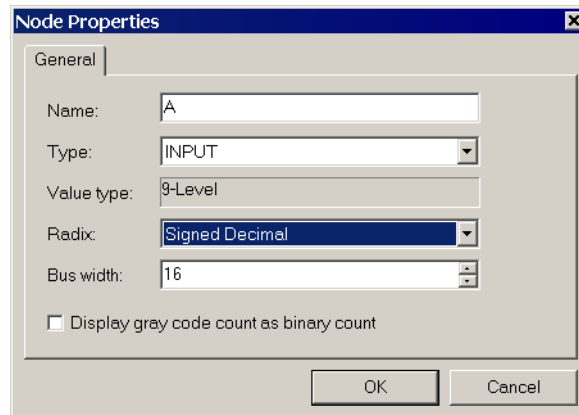 Node Properties
General
Name: A
Type: INPUT
Value type: 9-Level
Radix: Signed Decimal
Bus width: 16
Display gray code count as binary count
OK Cancel